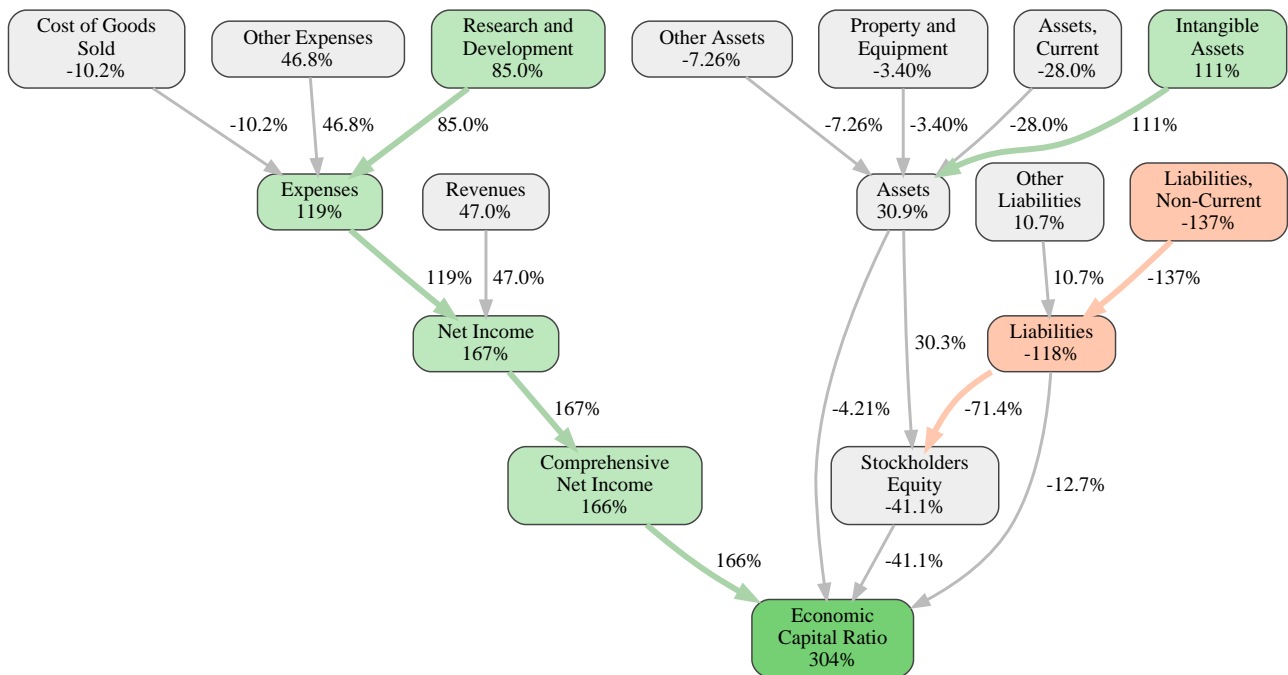 Cost of Goods
Sold
-10.2%
Other Expenses
46.8%
Research and
Development
85.0%
Other Assets
-7.26%
Property and
Equipment
-3.40%
Assets,
Current
-28.0%
Intangible
Assets
111%
-10.2%
46.8%
85.0%
-7.26%
-3.40%
-28.0%
111%
Expenses
119%
Revenues
47.0%
Assets
30.9%
Other
Liabilities
10.7%
Liabilities,
Non-Current
-137%
119%
47.0%
10.7%
-137%
Net Income
167%
30.3%
Liabilities
-118%
167%
-4.21%
-71.4%
Comprehensive
Net Income
166%
Stockholders
Equity
-41.1%
-12.7%
166%
-41.1%
Economic
Capital Ratio
304%